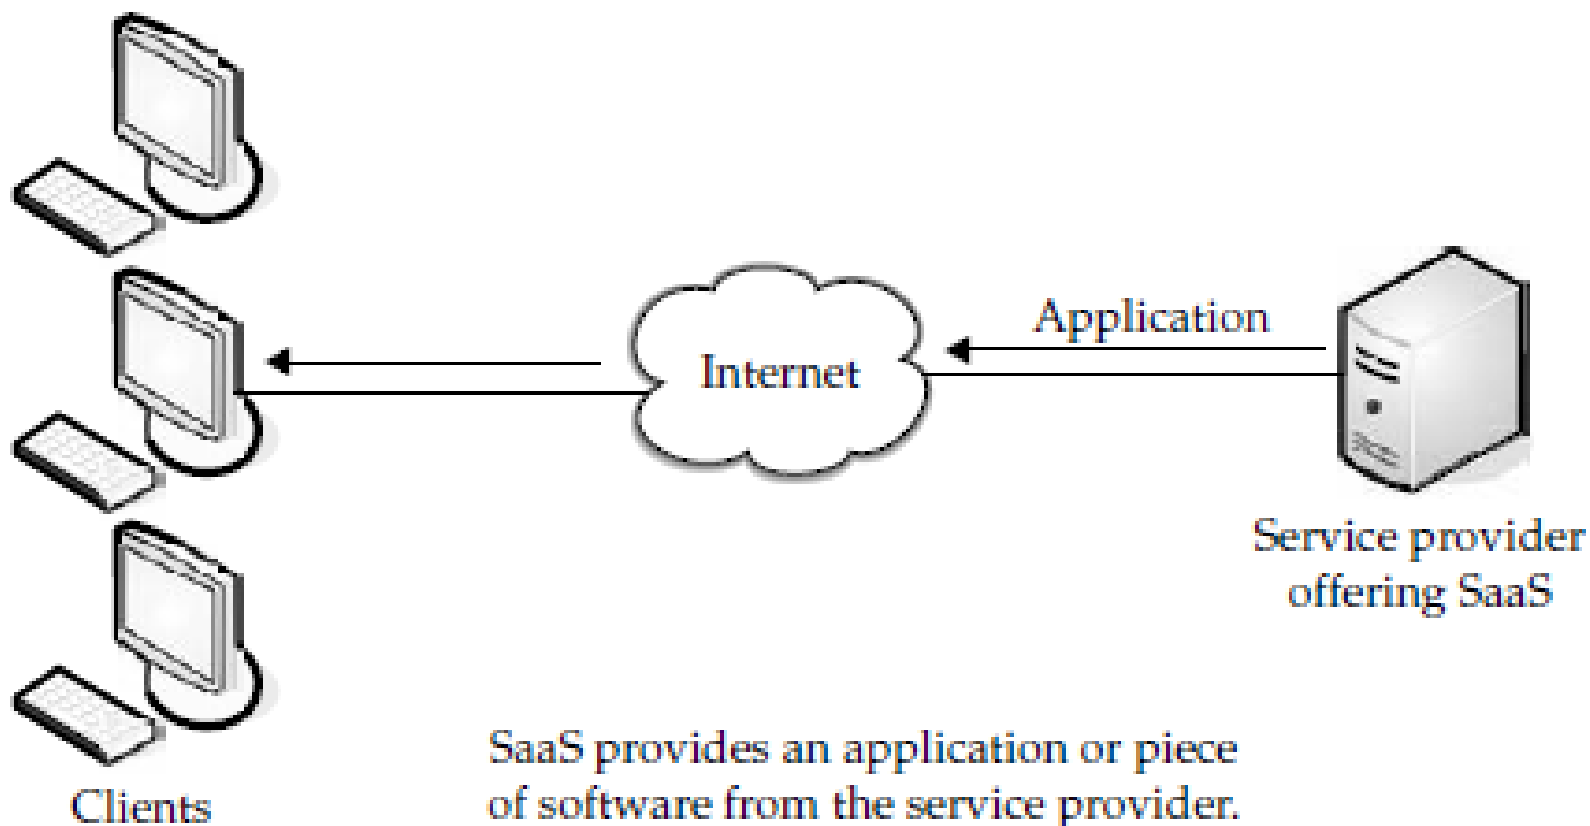 Application
Internet
Service provider
offering SaaS
SaaS provides an application or piece
of software from the service provider.
Clients